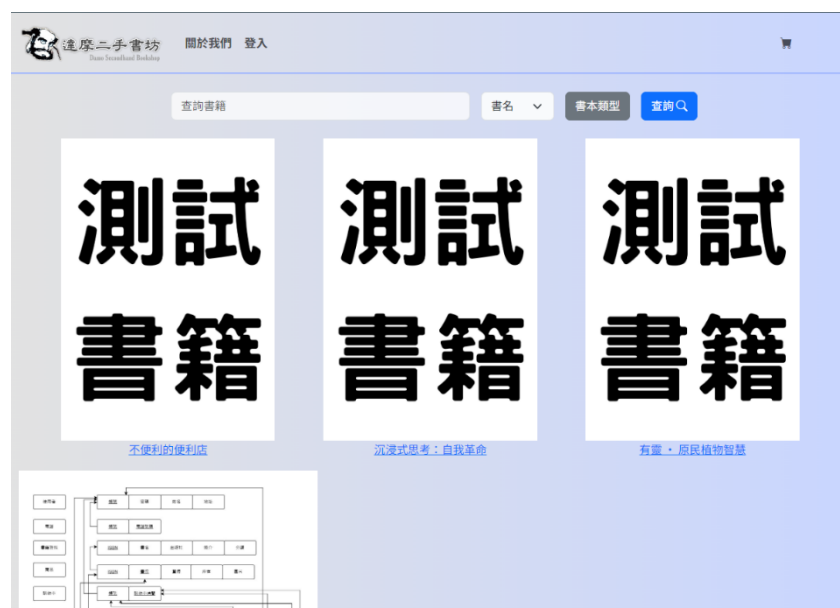 達摩二手書坊
Damo Secondhand Bookshop
關於我們 登入
查詢書籍 書名 書本類型 查詢
測試 測試 測試
書籍 書籍 書籍
不便利的便利店 沉浸式思考：自我革命 有靈 · 原民植物智慧